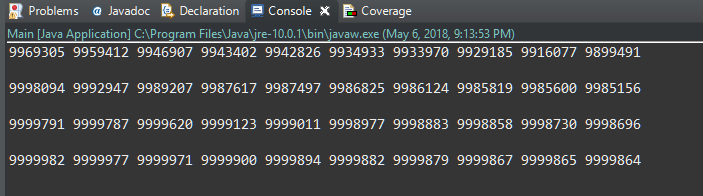 Problems @ Javadoc Declaration Console Coverage
Main [Java Application] C:\Program Files\Java\jre-10.0.1\bin\javaw.exe (May 6, 2018, 9:13:53 PM)
9969305 9959412 9946907 9943402 9942826 9934933 9933970 9929185 9916077 9899491
9998094 9992947 9989207 9987617 9987497 9986825 9986124 9985819 9985600 9985156
9999791 9999787 9999620 9999123 9999011 9998977 9998883 9998858 9998730 9998696
9999982 9999977 9999971 9999900 9999894 9999882 9999879 9999867 9999865 9999864